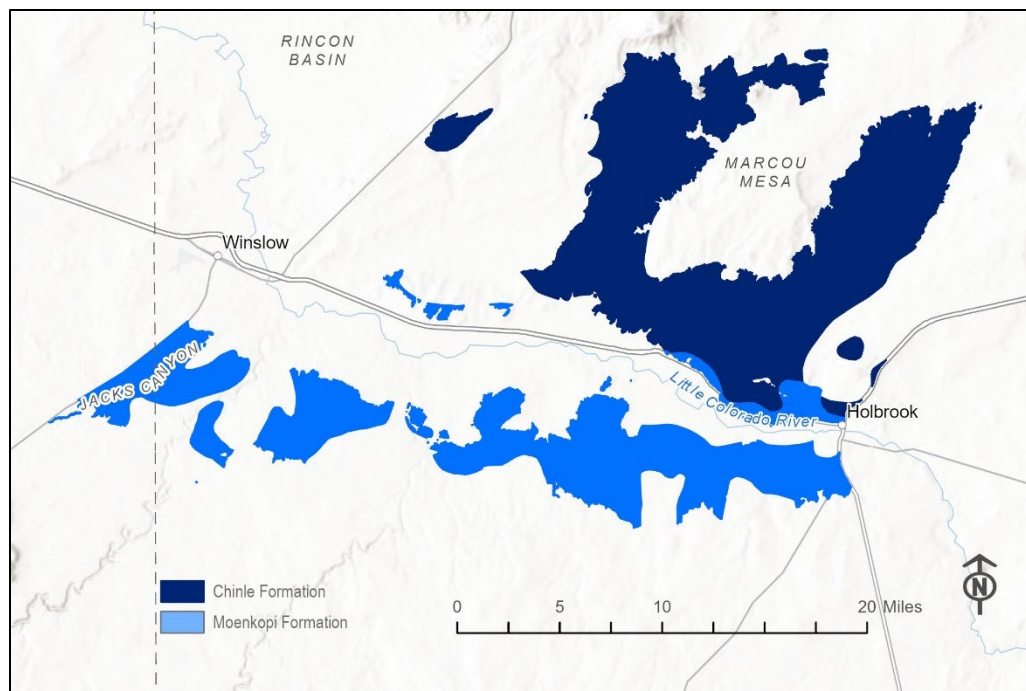 RINCON
BASIN
MARCOU
MESA
Winslow
JACKS CANYON
Little Colorado River
Holbrook
Chinle Formation
Moenkopi Formation
0 5 10 20 Miles
N